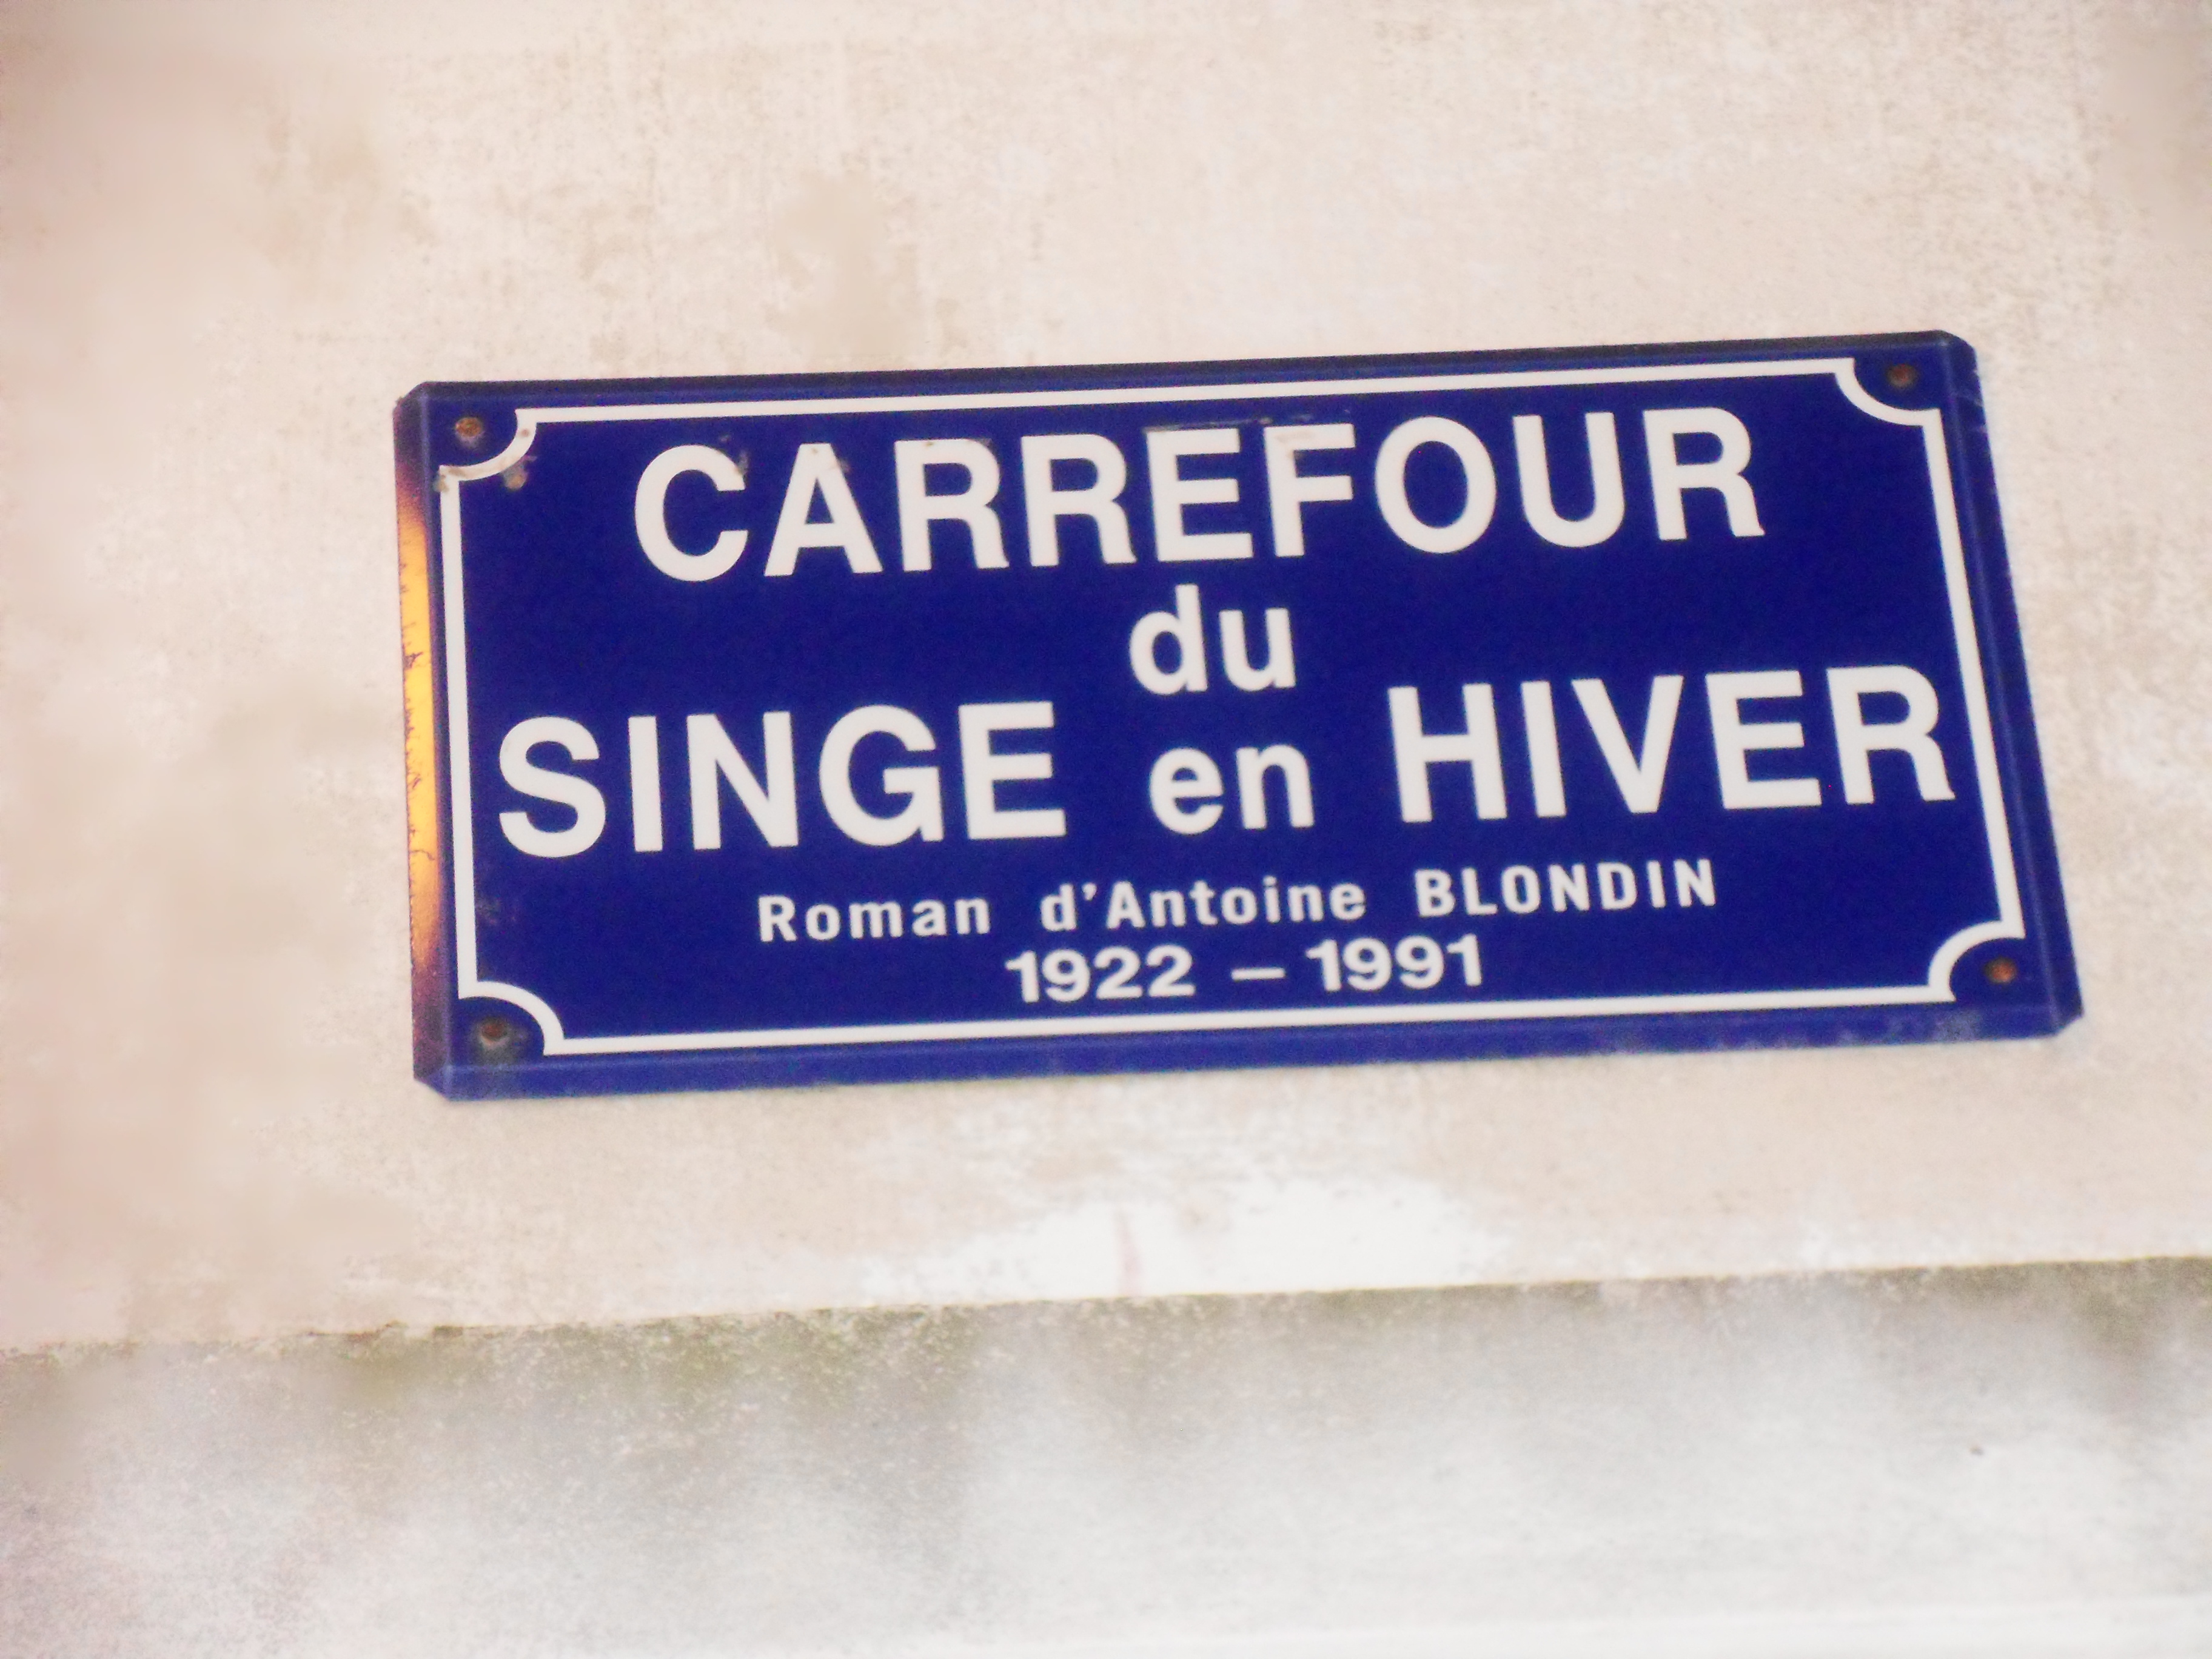 CARREFOUR
du
SINGE en HIVER
Roman d'Antoine BLONDIN
1922 – 1991